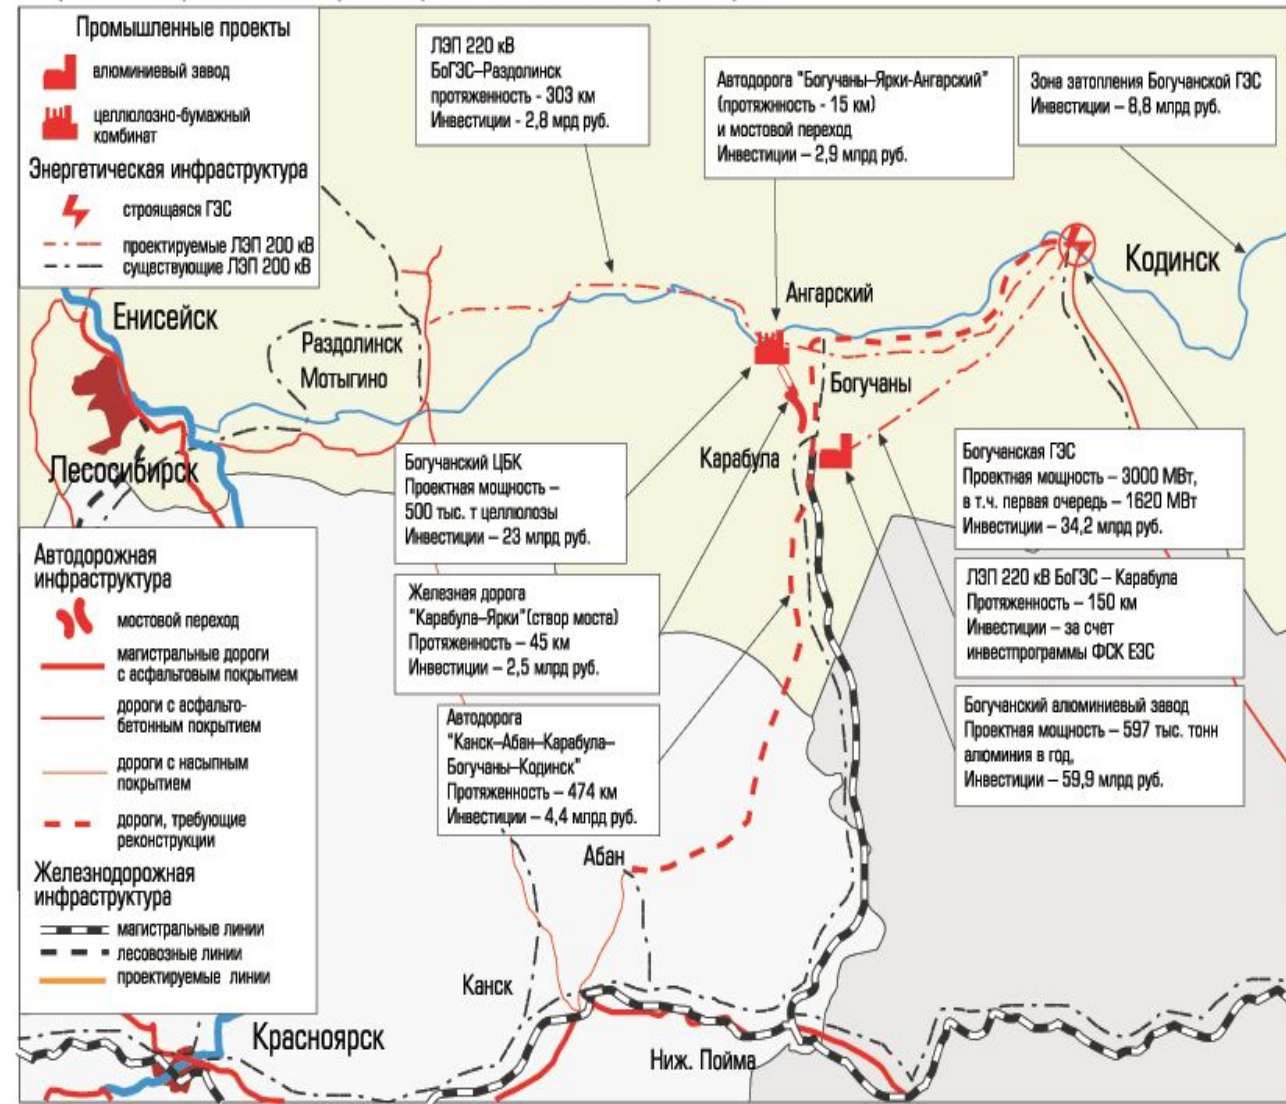 Промышленные проекты
алюминиевый завод
целлюлозно-бумажный
комбинат
Энергетическая инфраструктура
строящаяся ГЭС
проектируемые ЛЭП 200 кВ
существующие ЛЭП 200 кВ
ЛЭП 220 кВ
БоГЭС–Раздолинск
протяженность - 303 км
Инвестиции - 2,8 мрд руб.
Автодорога "Богучаны–Ярки-Ангарский"
(протяжнность - 15 км)
и мостовой переход
Инвестиции – 2,9 млрд руб.
Зона затопления Богучанской ГЭС
Инвестиции – 8,8 млрд руб.
Кодинск
Ангарский
Енисейск
Раздолинск
Мотыгино
Богучаны
Карабула
Лесосибирск
Богучанский ЦБК
Проектная мощность –
500 тыс. т целлюлозы
Инвестиции – 23 млрд руб.
Богучанская ГЭС
Проектная мощность – 3000 МВт,
в т.ч. первая очередь – 1620 МВт
Инвестиции – 34,2 млрд руб.
Железная дорога
"Карабула–Ярки"(створ моста)
Протяженность – 45 км
Инвестиции – 2,5 млрд руб.
ЛЭП 220 кВ БоГЭС – Карабула
Протяженность – 150 км
Инвестиции – за счет
инвестпрограммы ФСК ЕЭС
Автодорога
"Канск–Абан–Карабула–
Богучаны–Кодинск"
Протяженность – 474 км
Инвестиции – 4,4 млрд руб.
Богучанский алюминиевый завод
Проектная мощность – 597 тыс. тонн
алюминия в год,
Инвестиции – 59,9 млрд руб.
Автодорожная
инфраструктура
мостовой переход
магистральные дороги
с асфальтовым покрытием
дороги с асфальто-
бетонным покрытием
дороги с насыпным
покрытием
дороги, требующие
реконструкции
Железнодорожная
инфраструктура
магистральные линии
лесовозные линии
проектируемые линии
Абан
Канск
Красноярск
Ниж. Пойма